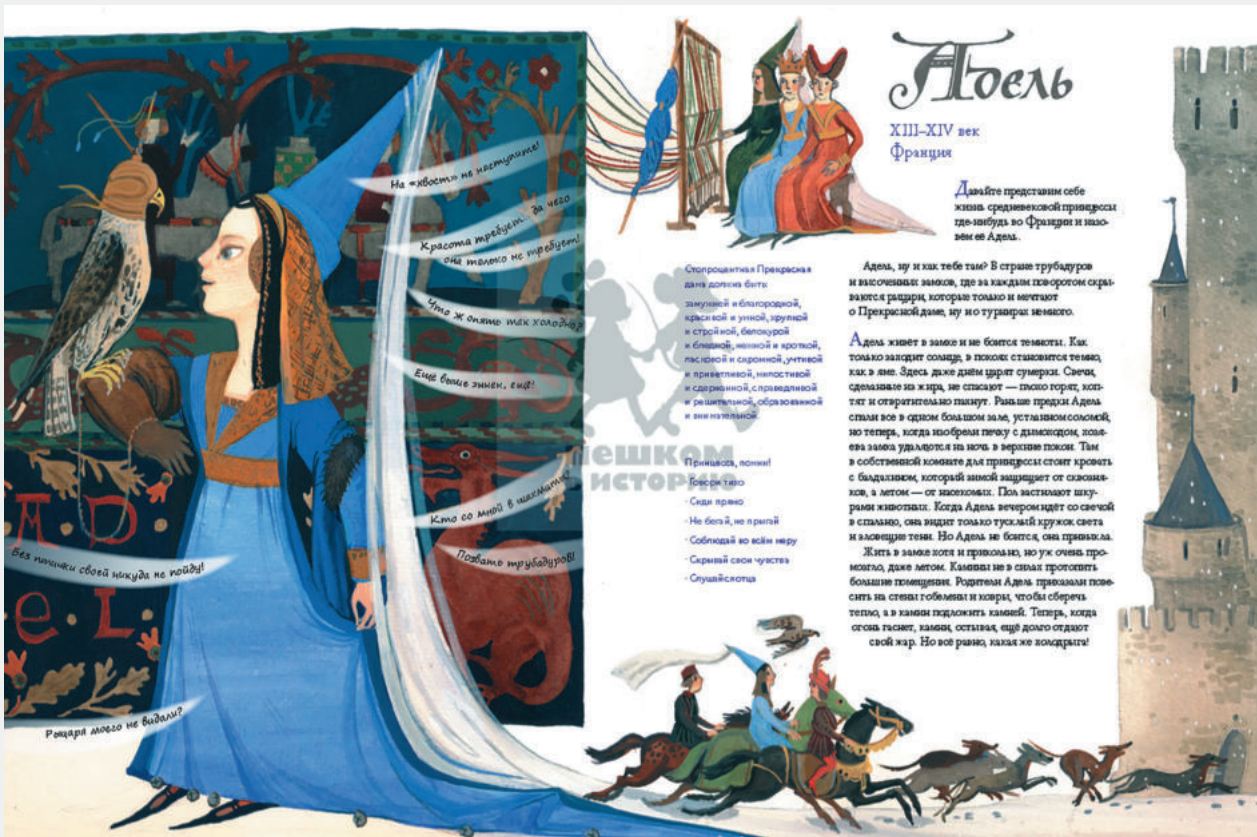 На «хвост» не наступите!
Красота требует... да чего
она только не требует!
Что ж опять так холодно?
Ещё выше эннен, ещё!
Кто со мной в шахматы?
Позвать трубадуров!
Без птички своей никуда не пойду!
Рыцаря моего не видали?
A D
e L
Адель
XIII–XIV век
Франция
Давайте представим себе
жизнь средневековой принцессы
где-нибудь во Франции и назо-
вём её Адель.
Стопроцентная Прекрасная
дама должна быть:
замужней и благородной,
красивой и умной, хрупкой
и стройной, белокурой
и бледной, нежной и кроткой,
ласковой и скромной, учтивой
и приветливой, милостивой
и сдержанной, справедливой
и решительной, образованной
и внимательной.
Принцесса, помни!
· Говори тихо
· Сиди прямо
· Не бегай, не прыгай
· Соблюдай во всём меру
· Скрывай свои чувства
· Слушайся отца
Адель, ну и как тебе там? В стране трубадуров
и высоченных замков, где за каждым поворотом скры-
ваются рыцари, которые только и мечтают
о Прекрасной даме, ну и о турнирах немного.
Адель живёт в замке и не боится темноты. Как
только заходит солнце, в покоях становится темно,
как в яме. Здесь даже днём царят сумерки. Свечи,
сделанные из жира, не спасают — плохо горят, коп-
тят и отвратительно пахнут. Раньше предки Адель
спали все в одном большом зале, устланном соломой,
но теперь, когда изобрели печку с дымоходом, хозя-
ева замка удаляются на ночь в верхние покои. Там
в собственной комнате для принцессы стоит кровать
с балдахином, который зимой защищает от сквозня-
ков, а летом — от насекомых. Пол застилают шку-
рами животных. Когда Адель вечером идёт со свечой
в спальню, она видит только тусклый кружок света
и зловещие тени. Но Адель не боится, она привыкла.
Жить в замке хотя и прикольно, но уж очень про-
мозгло, даже летом. Камины не в силах протопить
большие помещения. Родители Адель приказали пове-
сить на стены гобелены и ковры, чтобы сберечь
тепло, а в камин подложить камней. Теперь, когда
огонь гаснет, камни, остывая, ещё долго отдают
свой жар. Но всё равно, какая же холодрыга!
ПЕШКОМ
ИСТОРИЮ